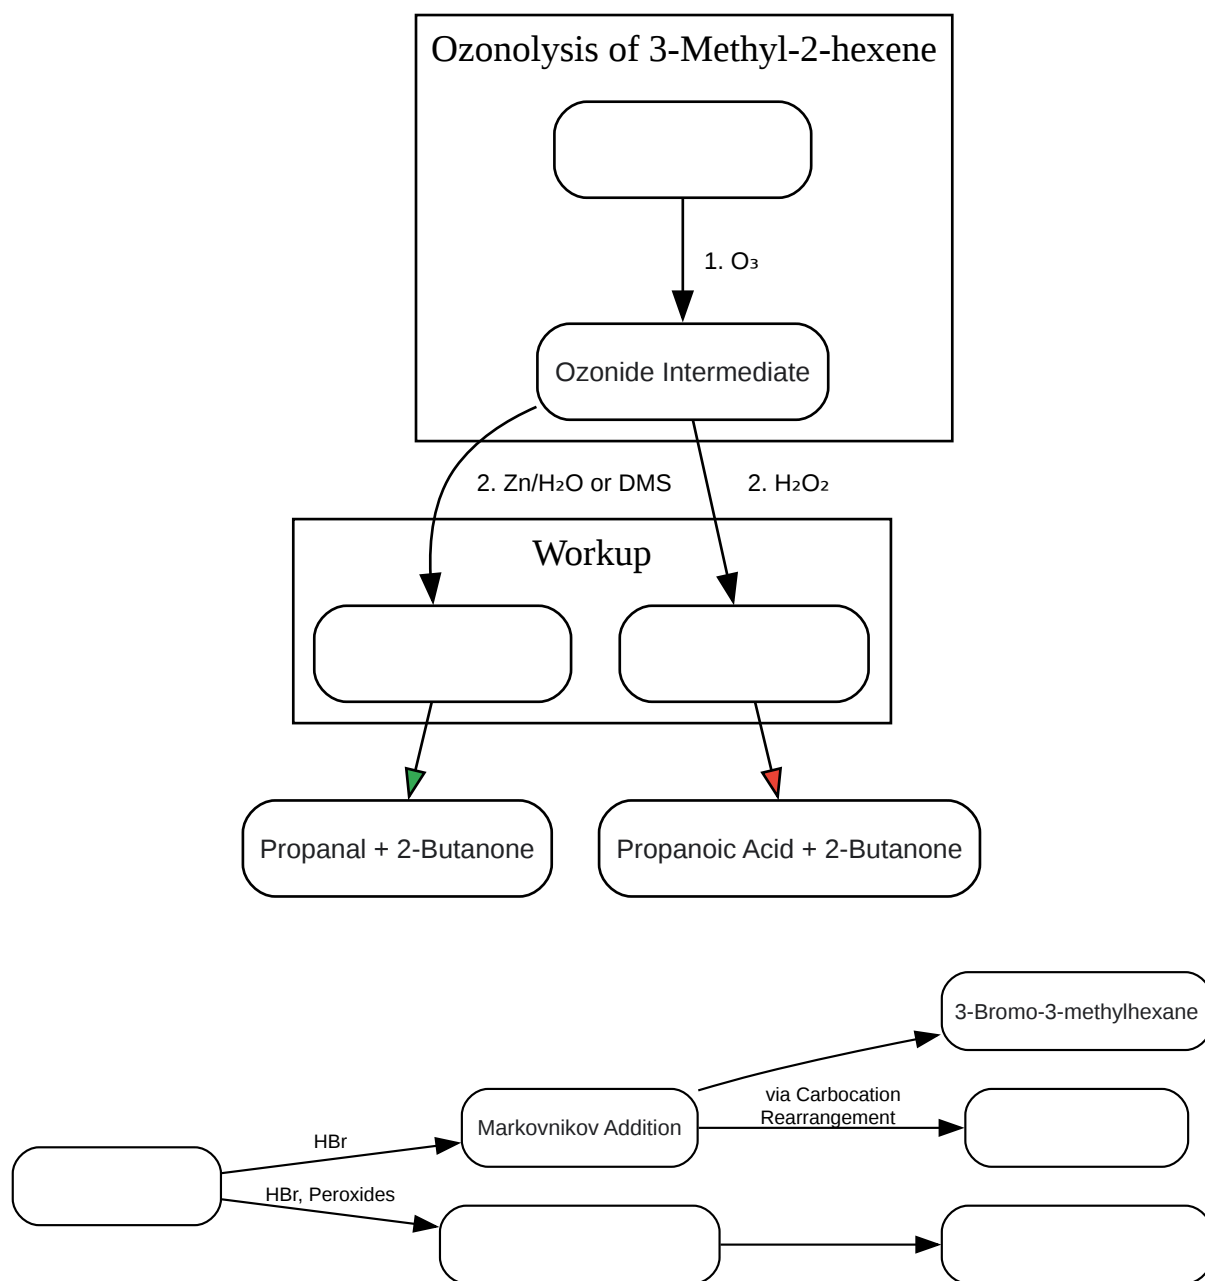 Ozonolysis of 3-Methyl-2-hexene
1. O₃
Ozonide Intermediate
2. Zn/H₂O or DMS
2. H₂O₂
Workup
Propanal + 2-Butanone
Propanoic Acid + 2-Butanone
3-Bromo-3-methylhexane
via Carbocation
Rearrangement
Markovnikov Addition
HBr
HBr, Peroxides